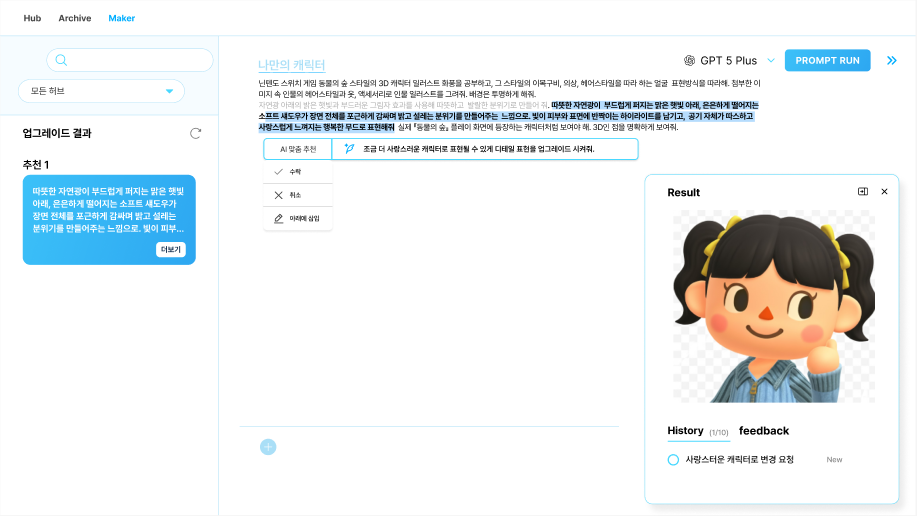 Hub Archive Maker
모든 허브
업그레이드 결과
추천 1
따뜻한 자연광이 부드럽게 퍼지는 맑은 햇빛
아래, 은은하게 떨어지는 소프트 섀도우가
장면 전체를 포근하게 감싸며 밝고 설레는
분위기를 만들어주는 느낌으로. 빛이 피부...
더보기
나만의 캐릭터
GPT 5 Plus
PROMPT RUN
닌텐도 스위치 게임 동물의 숲 스타일의 3D 캐릭터 일러스트 화풍을 공부하고, 그 스타일의 이목구비, 의상, 헤어스타일을 따라 하는 얼굴 표현방식을 따라해. 첨부한 이
미지 속 인물의 헤어스타일과 옷, 액세서리로 인물 일러스트를 그려줘. 배경은 투명하게 해줘.
자연광 아래의 밝은 햇빛과 부드러운 그림자 효과를 사용해 따뜻하고 발랄한 분위기로 만들어 줘. 따뜻한 자연광이 부드럽게 퍼지는 맑은 햇빛 아래, 은은하게 떨어지는
소프트 섀도우가 장면 전체를 포근하게 감싸며 밝고 설레는 분위기를 만들어주는 느낌으로. 빛이 피부와 표면에 반짝이는 하이라이트를 남기고, 공기 자체가 따스하고
사랑스럽게 느껴지는 행복한 무드로 표현해줘 실제 『동물의 숲』 플레이 화면에 등장하는 캐릭터처럼 보여야 해. 3D인 점을 명확하게 보여줘.
AI 맞춤 추천
조금 더 사랑스러운 캐릭터로 표현될 수 있게 디테일 표현을 업그레이드 시켜줘.
수락
취소
아래에 삽입
Result
History (1/10) feedback
사랑스터운 캐릭터로 변경 요청 New